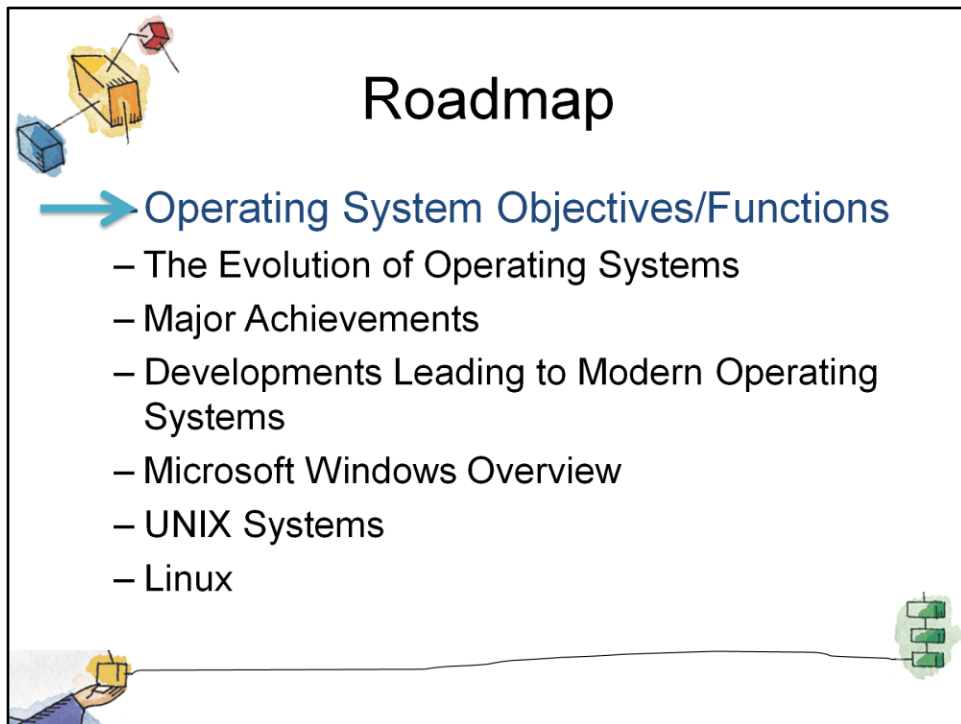 Roadmap
Operating System Objectives/Functions
– The Evolution of Operating Systems
– Major Achievements
– Developments Leading to Modern Operating
Systems
– Microsoft Windows Overview
– UNIX Systems
– Linux